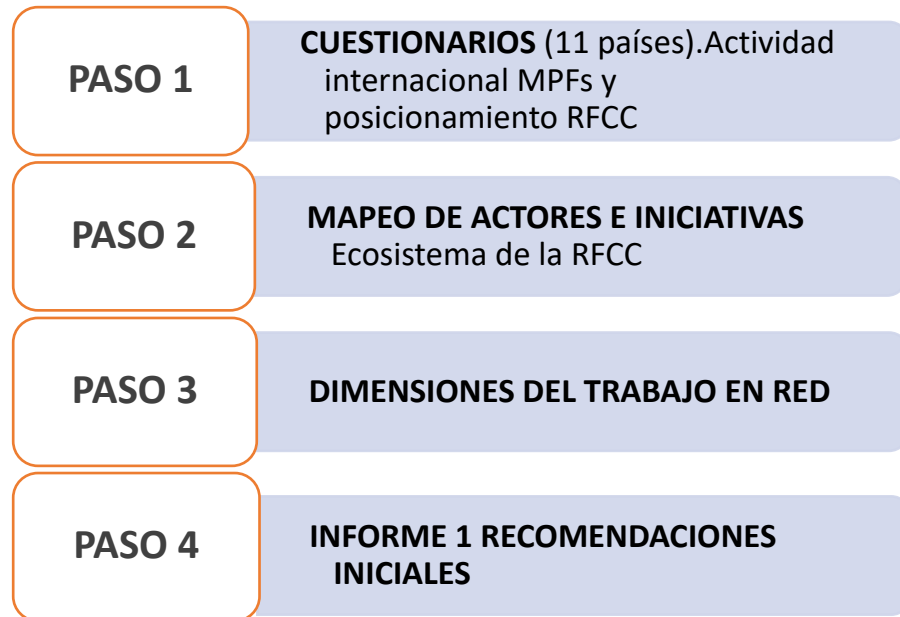 PASO 1
CUESTIONARIOS (11 países).Actividad
internacional MPFs y
posicionamiento RFCC
PASO 2
MAPEO DE ACTORES E INICIATIVAS
Ecosistema de la RFCC
PASO 3
DIMENSIONES DEL TRABAJO EN RED
PASO 4
INFORME 1 RECOMENDACIONES
INICIALES